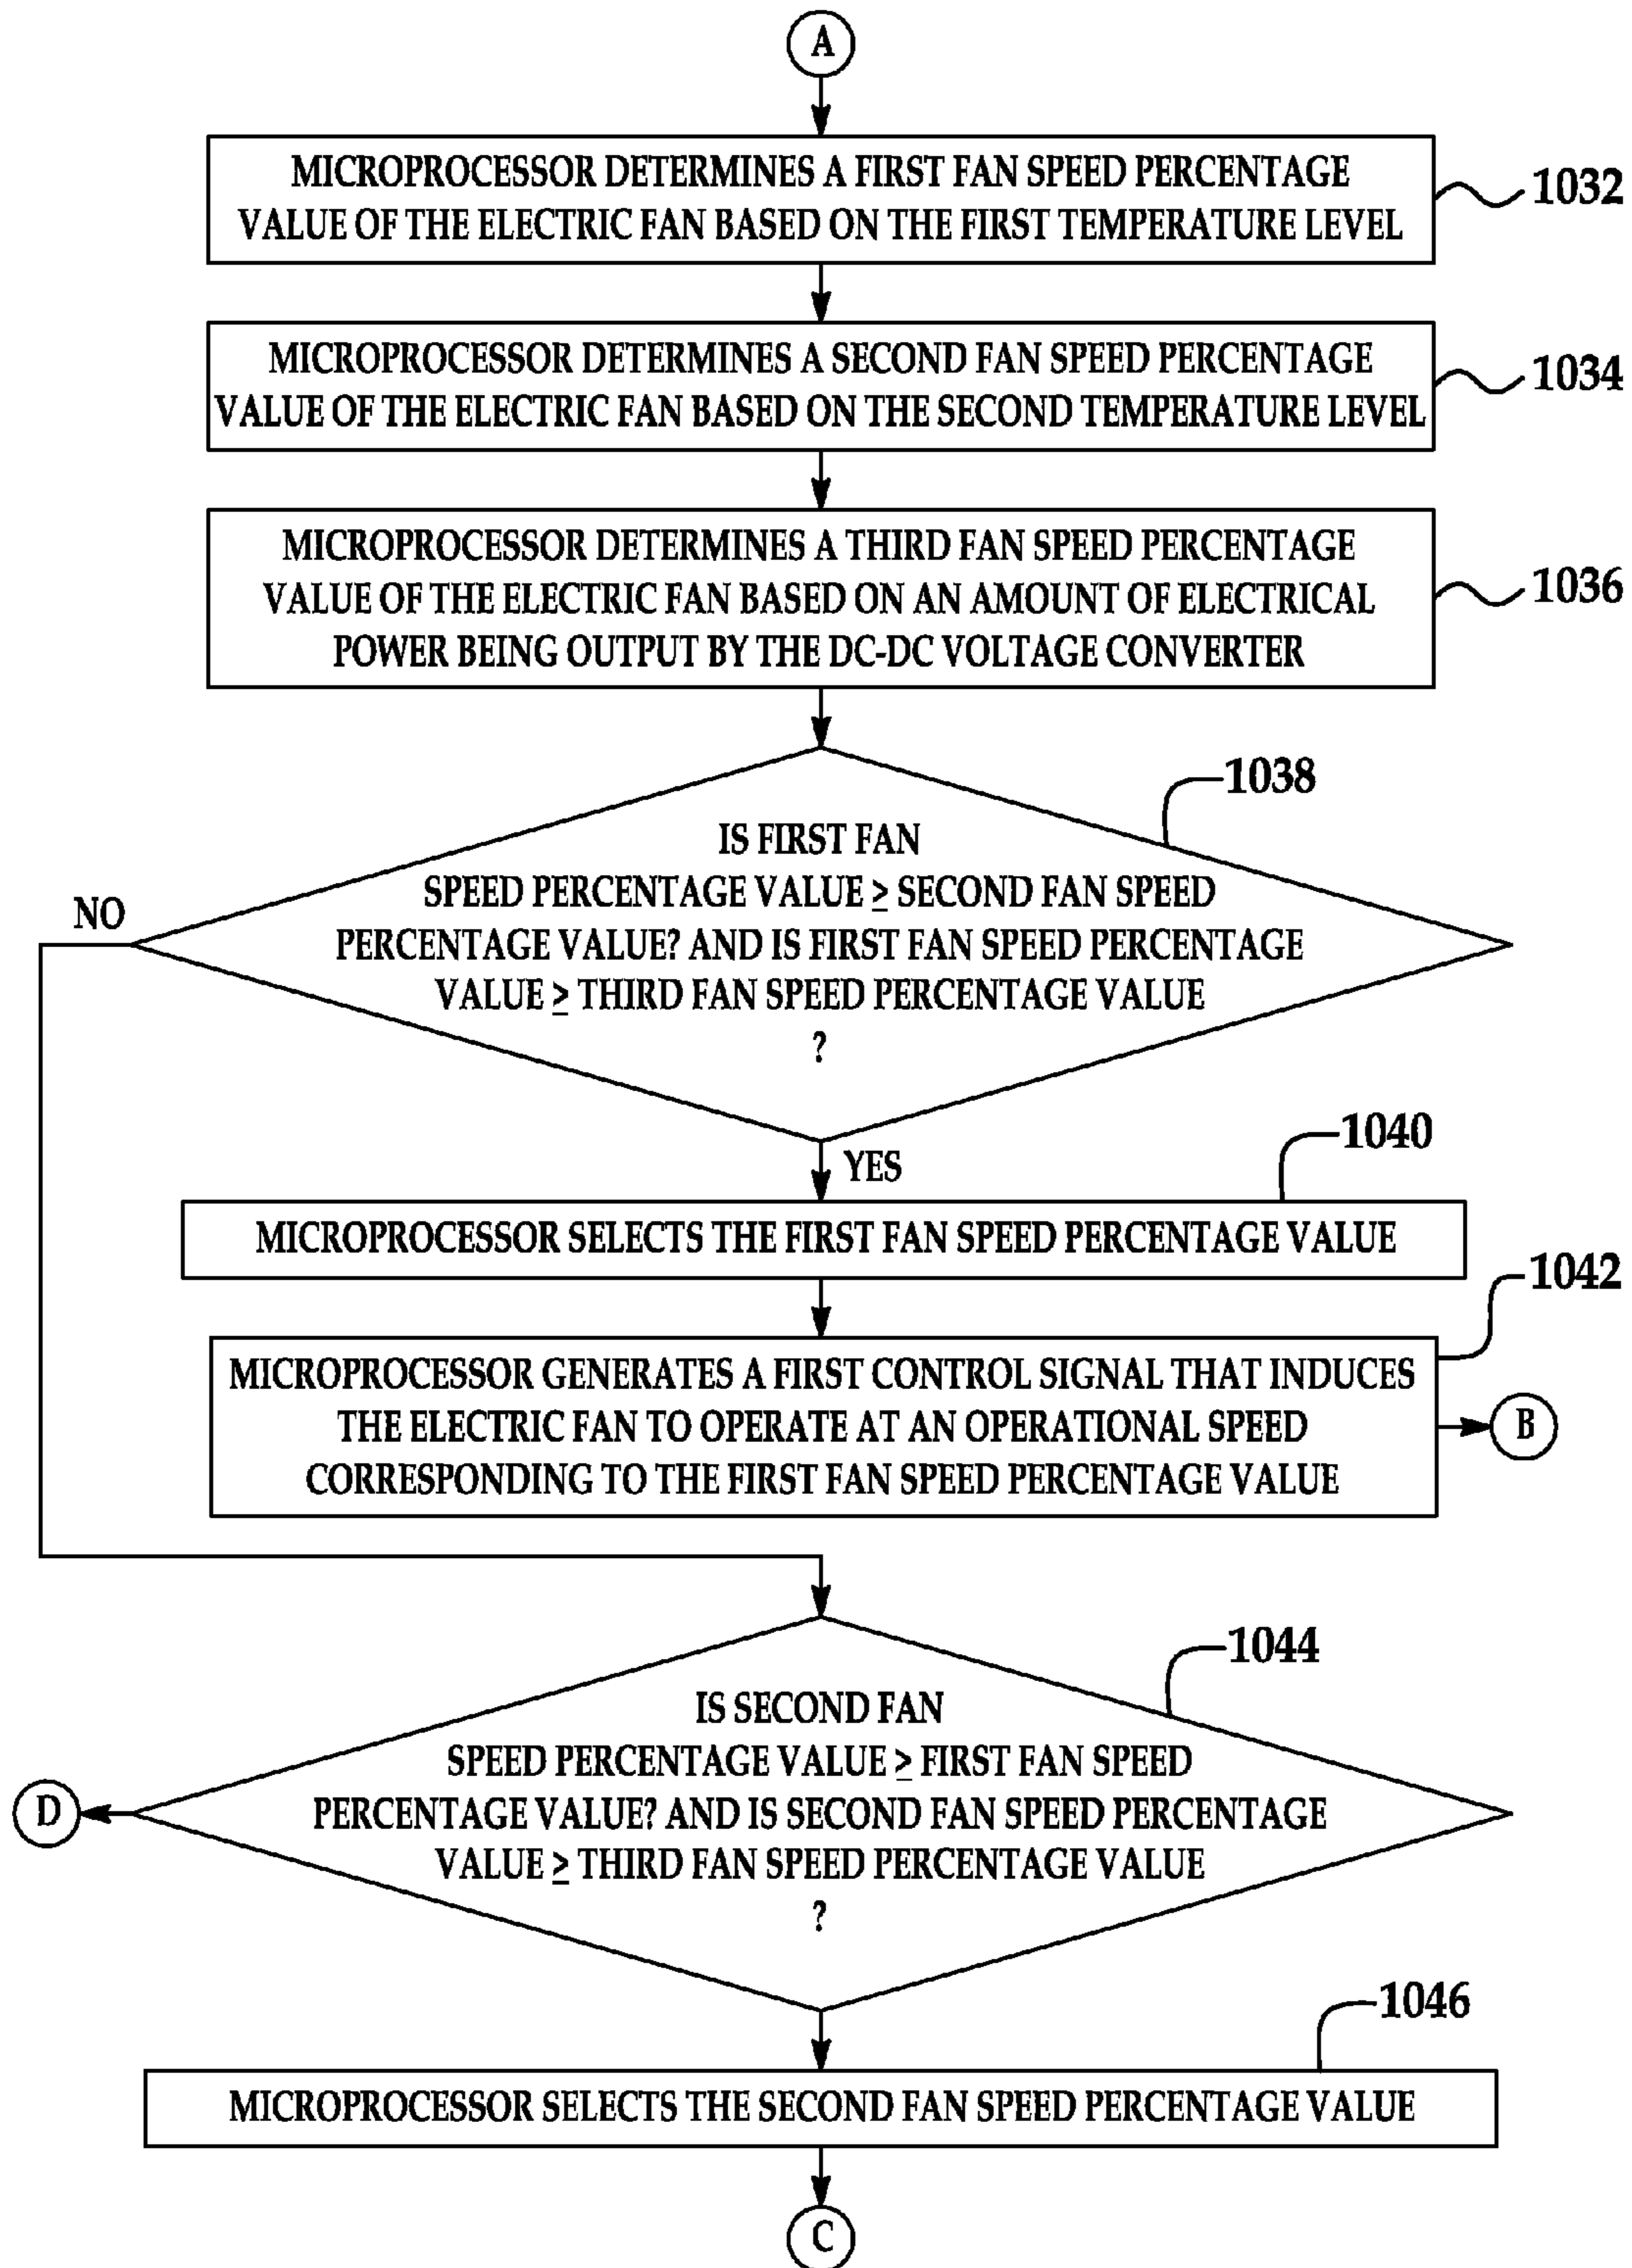 A
MICROPROCESSOR DETERMINES A FIRST FAN SPEED PERCENTAGE
VALUE OF THE ELECTRIC FAN BASED ON THE FIRST TEMPERATURE LEVEL
1032
MICROPROCESSOR DETERMINES A SECOND FAN SPEED PERCENTAGE
VALUE OF THE ELECTRIC FAN BASED ON THE SECOND TEMPERATURE LEVEL
1034
MICROPROCESSOR DETERMINES A THIRD FAN SPEED PERCENTAGE
VALUE OF THE ELECTRIC FAN BASED ON AN AMOUNT OF ELECTRICAL
POWER BEING OUTPUT BY THE DC-DC VOLTAGE CONVERTER
1036
1038
IS FIRST FAN
SPEED PERCENTAGE VALUE ≥ SECOND FAN SPEED
PERCENTAGE VALUE? AND IS FIRST FAN SPEED PERCENTAGE
VALUE ≥ THIRD FAN SPEED PERCENTAGE VALUE
?
NO
YES
1040
MICROPROCESSOR SELECTS THE FIRST FAN SPEED PERCENTAGE VALUE
1042
MICROPROCESSOR GENERATES A FIRST CONTROL SIGNAL THAT INDUCES
THE ELECTRIC FAN TO OPERATE AT AN OPERATIONAL SPEED
CORRESPONDING TO THE FIRST FAN SPEED PERCENTAGE VALUE
B
1044
IS SECOND FAN
SPEED PERCENTAGE VALUE ≥ FIRST FAN SPEED
PERCENTAGE VALUE? AND IS SECOND FAN SPEED PERCENTAGE
VALUE ≥ THIRD FAN SPEED PERCENTAGE VALUE
?
D
1046
MICROPROCESSOR SELECTS THE SECOND FAN SPEED PERCENTAGE VALUE
C